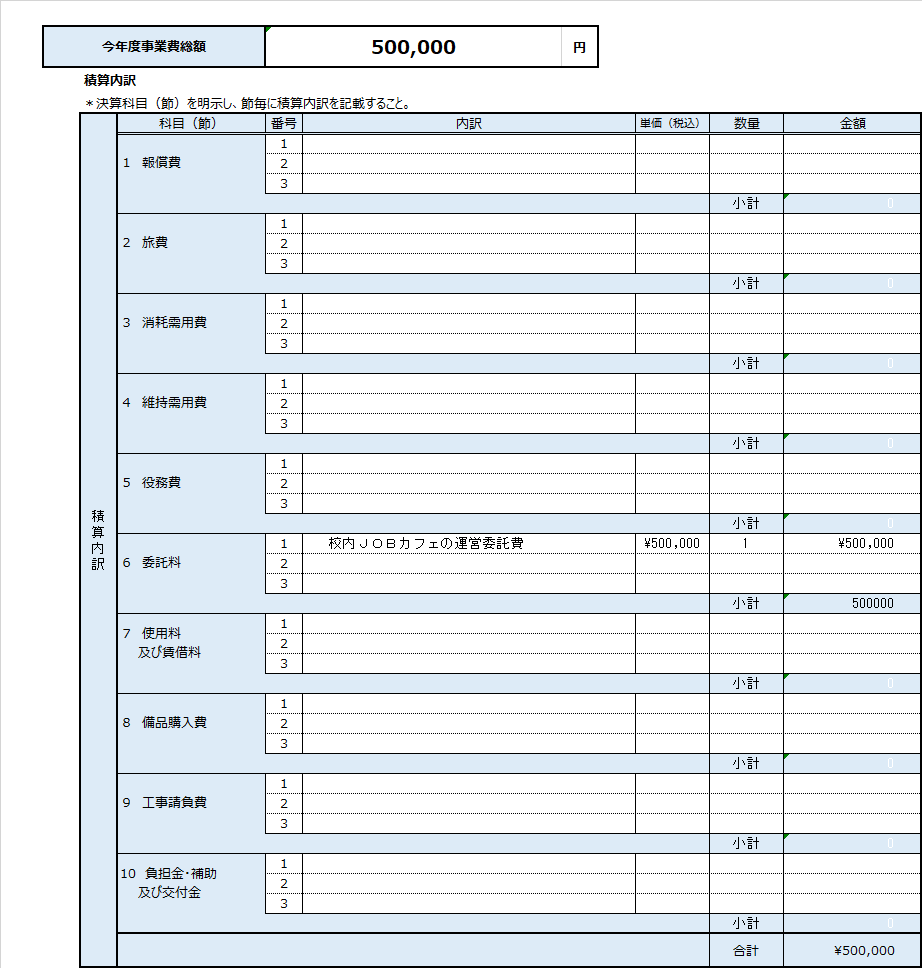 今年度事業費総額 500,000 円
積算内訳
＊決算科目（節）を明示し、節毎に積算内訳を記載すること。
科目（節） 番号 内訳 単価（税込） 数量 金額
積算内訳
1 報償費
1
2
3
小計 0
2 旅費
1
2
3
小計 0
3 消耗需用費
1
2
3
小計 0
4 維持需用費
1
2
3
小計 0
5 役務費
1
2
3
小計 0
6 委託料
1 校内ＪＯＢカフェの運営委託費 ¥500,000 1 ¥500,000
2
3
小計 500000
7 使用料
及び賃借料
1
2
3
小計 0
8 備品購入費
1
2
3
小計 0
9 工事請負費
1
2
3
小計 0
10 負担金・補助
及び交付金
1
2
3
小計 0
合計 ¥500,000